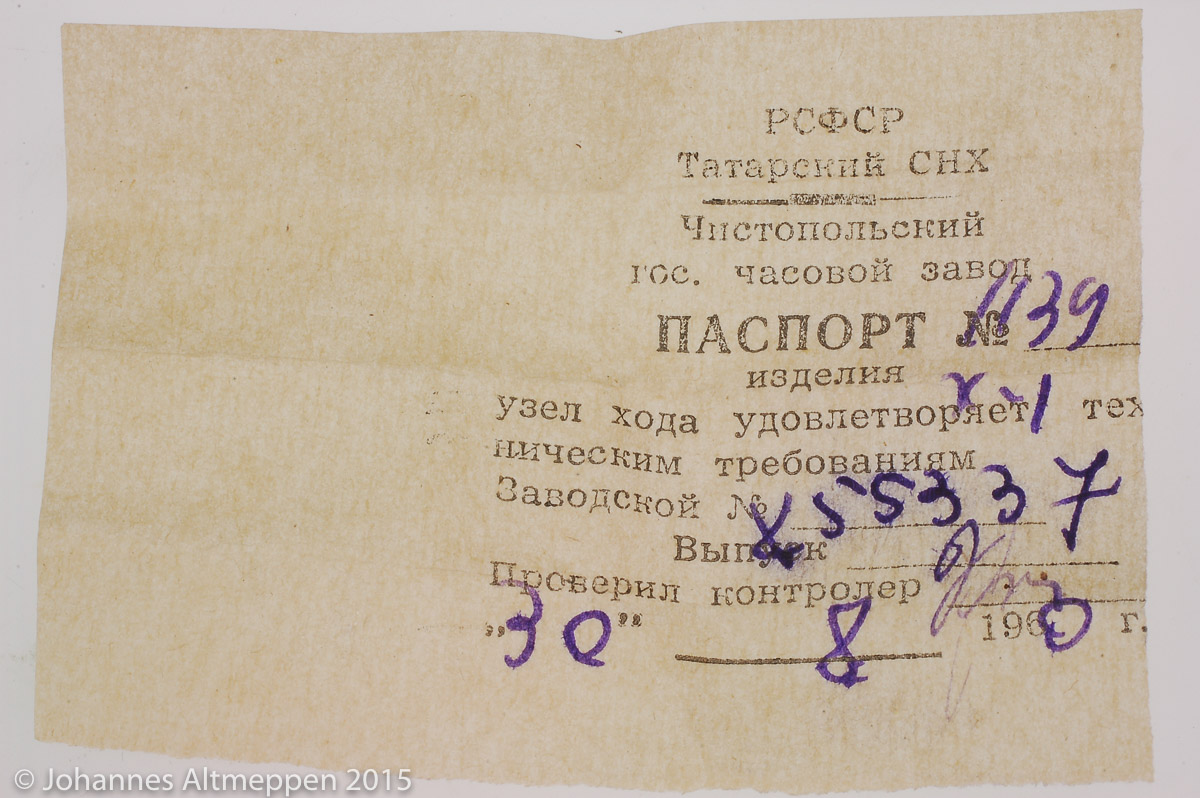 РСФСР
Татарский СНХ
Чистопольский
гос. часовой завод
ПАСПОРТ № 1139
изделия
узел хода удовлетворяет тех
ническим требованиям
Заводской № 855337
Выпуск
Проверил контролер
„30" 8 1960 г.
© Johannes Altmeppen 2015